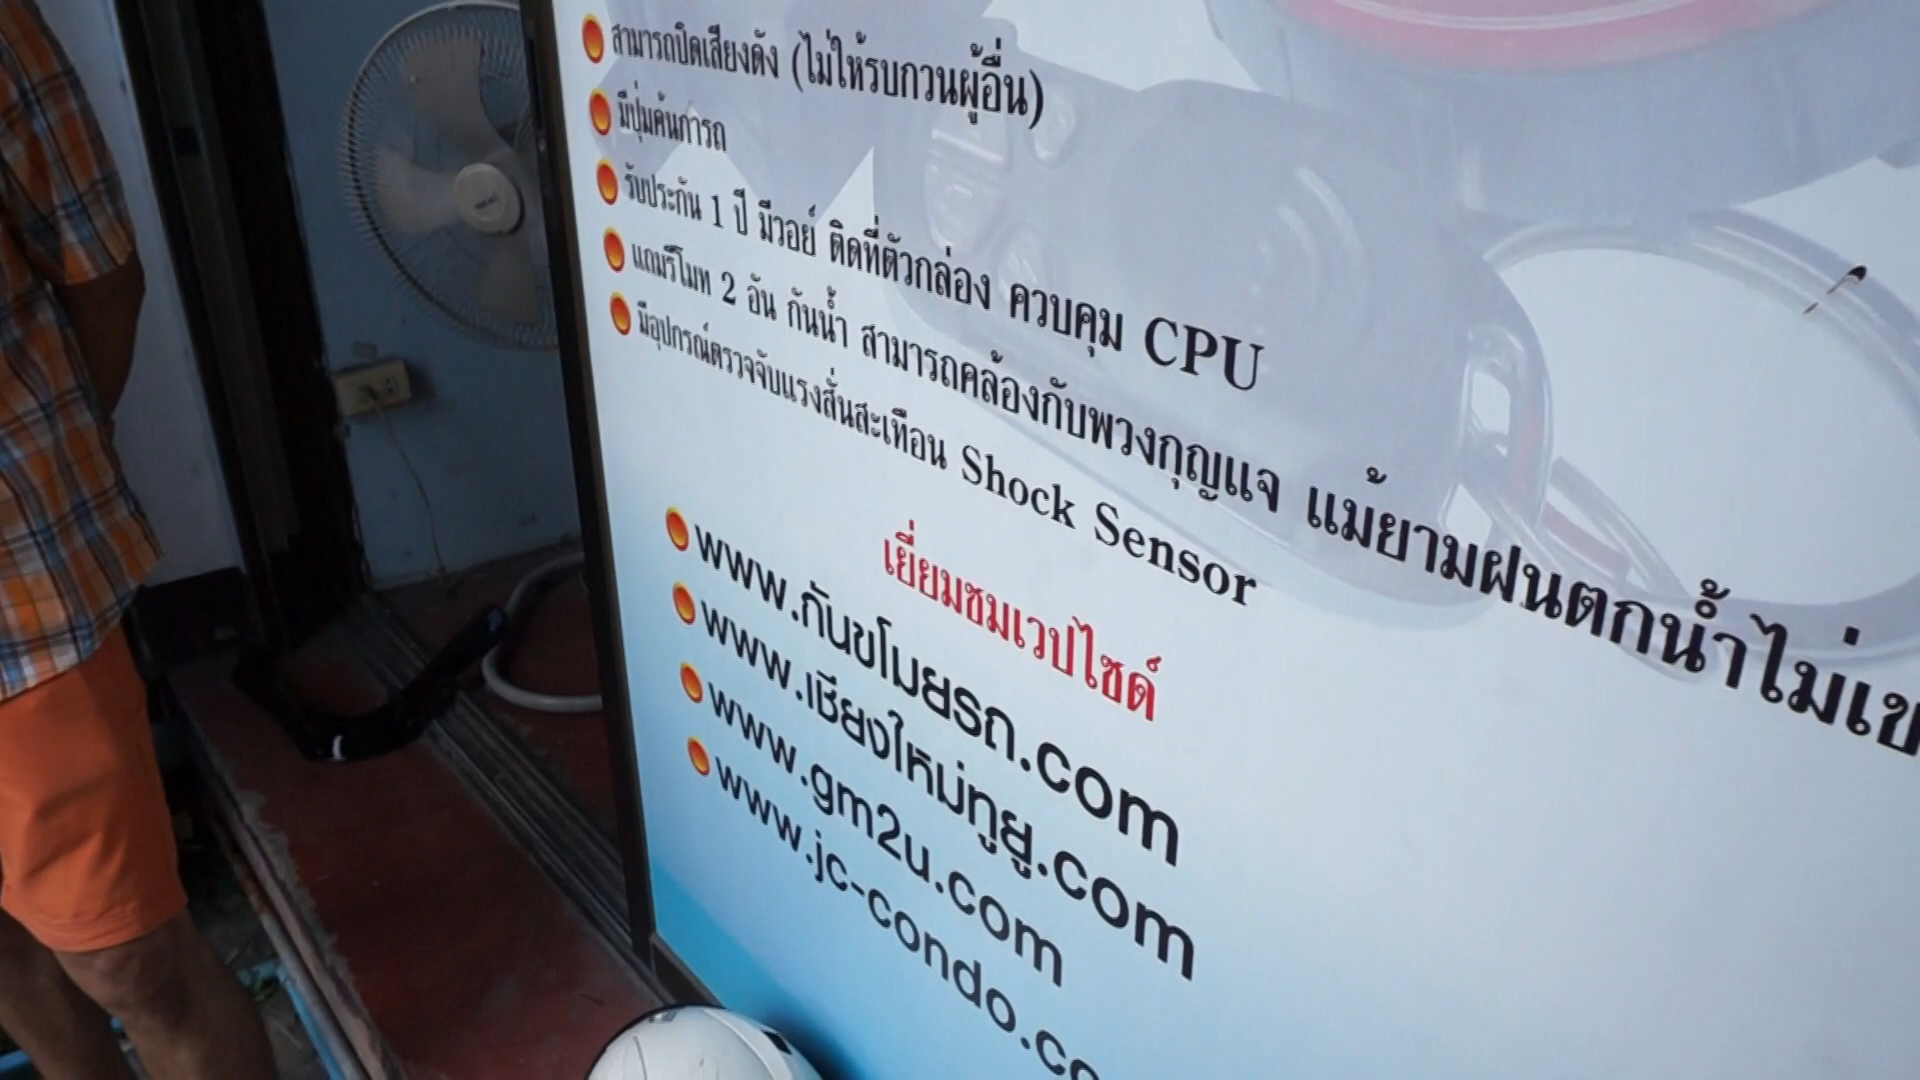 สามารถปิดเสียงดัง (ไม่ให้รบกวนผู้อื่น)
มีปุ่มค้นหารถ
รับประกัน 1 ปี มีวอย์ ติดที่ตัวกล่อง ควบคุม CPU
แถมรีโมท 2 อัน กันน้ำ สามารถคล้องกับพวงกุญแจ แม้ยามฝนตกน้ำไม่เข
มีอุปกรณ์ตรวจจับแรงสั่นสะเทือน Shock Sensor
เยี่ยมชมเวปไซด์
www.กันขโมยรถ.com
www.เชียงใหม่ทูยู.com
www.gm2u.com
www.jc-condo.co